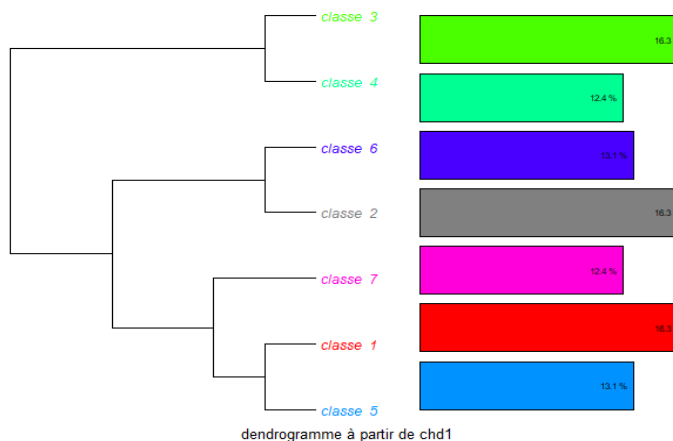 classe 3
16.3
classe 4
12.4 %
classe 6
13.1 %
classe 2
16.3
classe 7
12.4 %
classe 1
16.3
classe 5
13.1 %
dendrogramme à partir de chd1